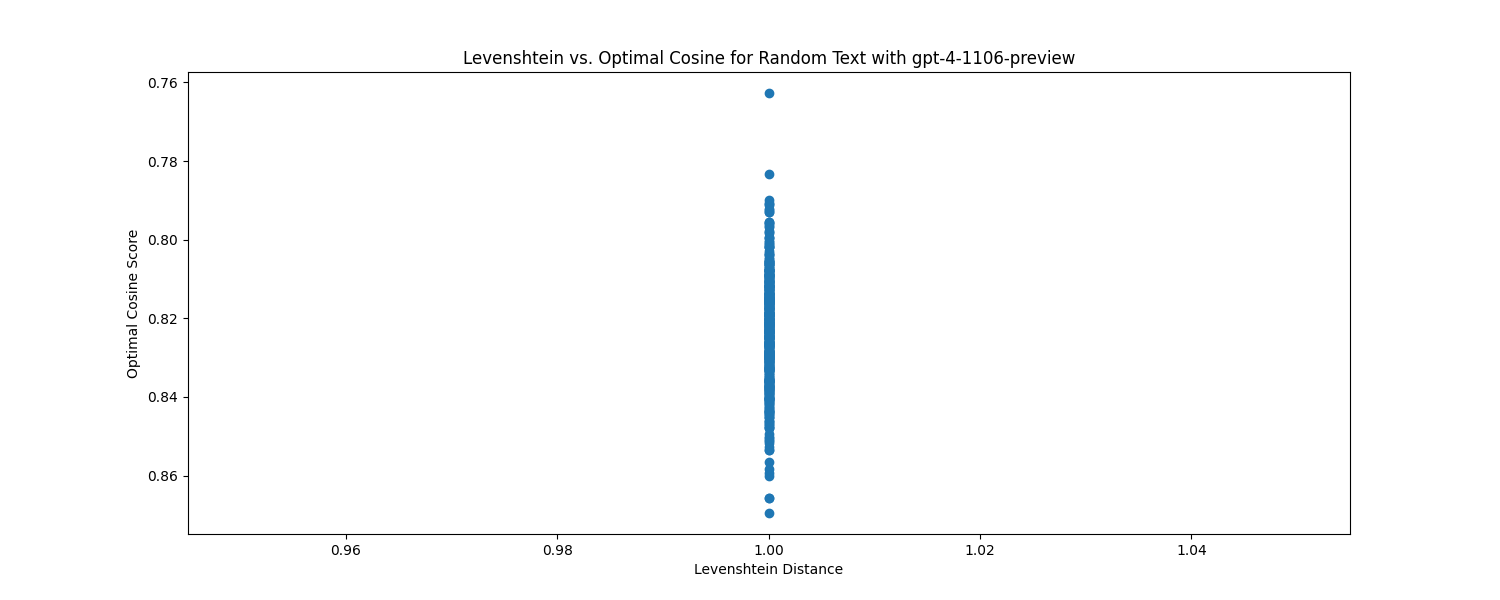 Levenshtein vs. Optimal Cosine for Random Text with gpt-4-1106-preview
0.76
0.78
0.80
0.82
0.84
0.86
Optimal Cosine Score
0.96 0.98 1.00 1.02 1.04
Levenshtein Distance